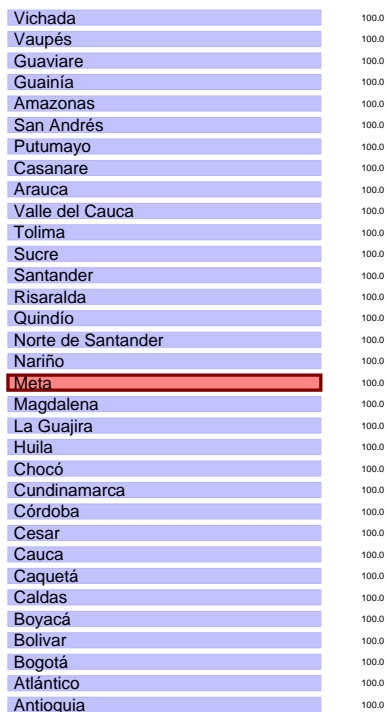 Vichada 100.0
Vaupés 100.0
Guaviare 100.0
Guainía 100.0
Amazonas 100.0
San Andrés 100.0
Putumayo 100.0
Casanare 100.0
Arauca 100.0
Valle del Cauca 100.0
Tolima 100.0
Sucre 100.0
Santander 100.0
Risaralda 100.0
Quindío 100.0
Norte de Santander 100.0
Nariño 100.0
Meta 100.0
Magdalena 100.0
La Guajira 100.0
Huila 100.0
Chocó 100.0
Cundinamarca 100.0
Córdoba 100.0
Cesar 100.0
Cauca 100.0
Caquetá 100.0
Caldas 100.0
Boyacá 100.0
Bolivar 100.0
Bogotá 100.0
Atlántico 100.0
Antioquia 100.0